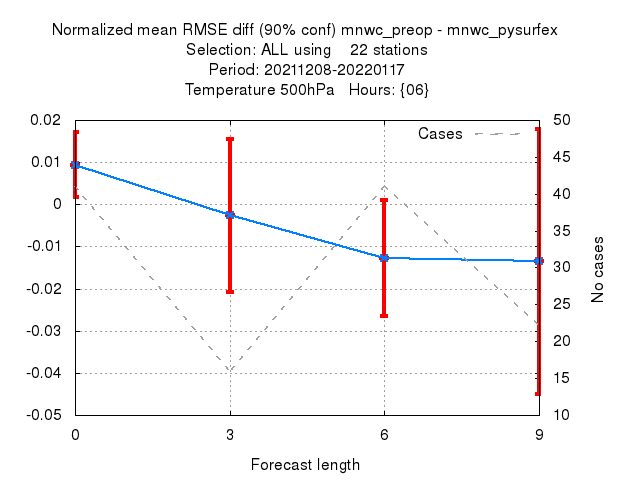 Normalized mean RMSE diff (90% conf) mnwc_preop - mnwc_pysurfex
Selection: ALL using 22 stations
Period: 20211208-20220117
Temperature 500hPa Hours: {06}
Cases
0.02
0.01
0
-0.01
-0.02
-0.03
-0.04
-0.05
50
45
40
35
30
25
20
15
10
No cases
0 3 6 9
Forecast length